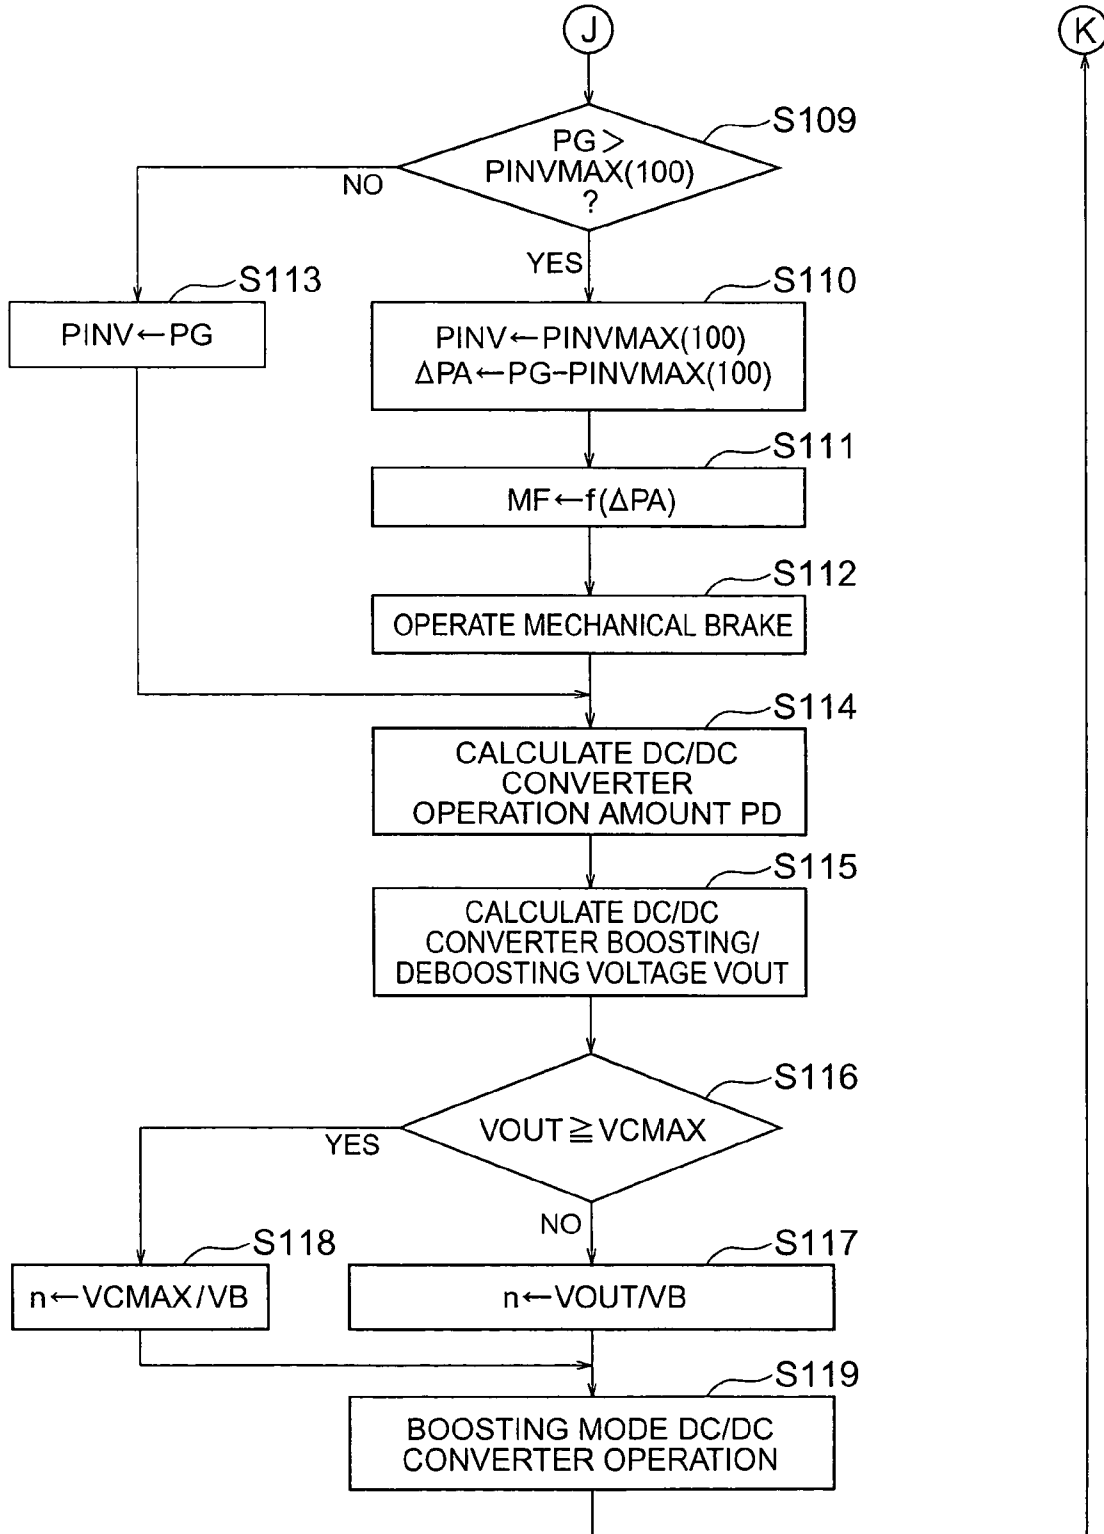 J
K
S109
PG >
PINVMAX(100)
?
NO
YES
S113
PINV←PG
S110
PINV←PINVMAX(100)
ΔPA←PG-PINVMAX(100)
S111
MF←f(ΔPA)
S112
OPERATE MECHANICAL BRAKE
S114
CALCULATE DC/DC
CONVERTER
OPERATION AMOUNT PD
S115
CALCULATE DC/DC
CONVERTER BOOSTING/
DEBOOSTING VOLTAGE VOUT
S116
VOUT ≧ VCMAX
YES
NO
S118
n←VCMAX/VB
S117
n←VOUT/VB
S119
BOOSTING MODE DC/DC
CONVERTER OPERATION